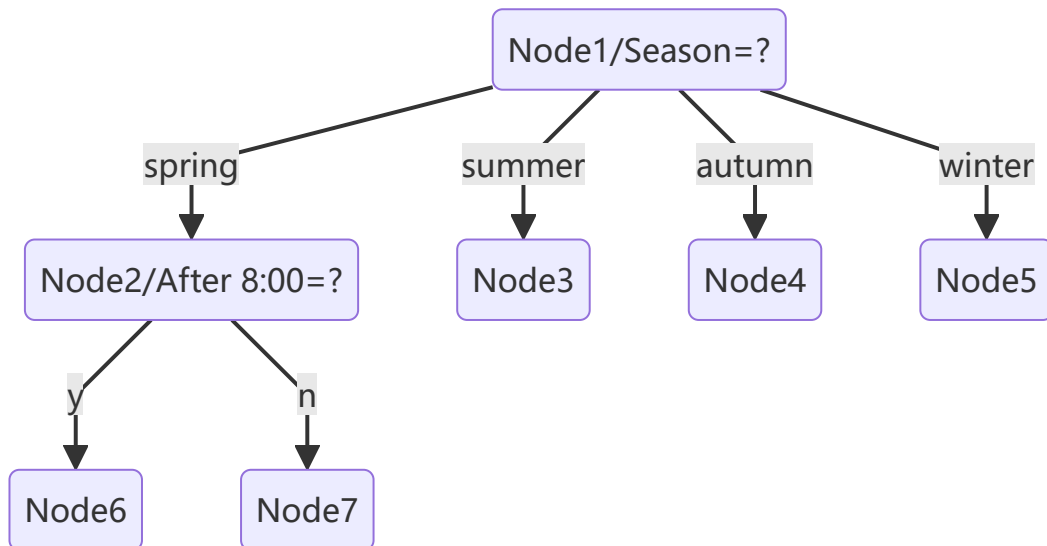 Node1/Season=?
spring
summer
autumn
winter
Node2/After 8:00=?
Node3
Node4
Node5
y
n
Node6
Node7